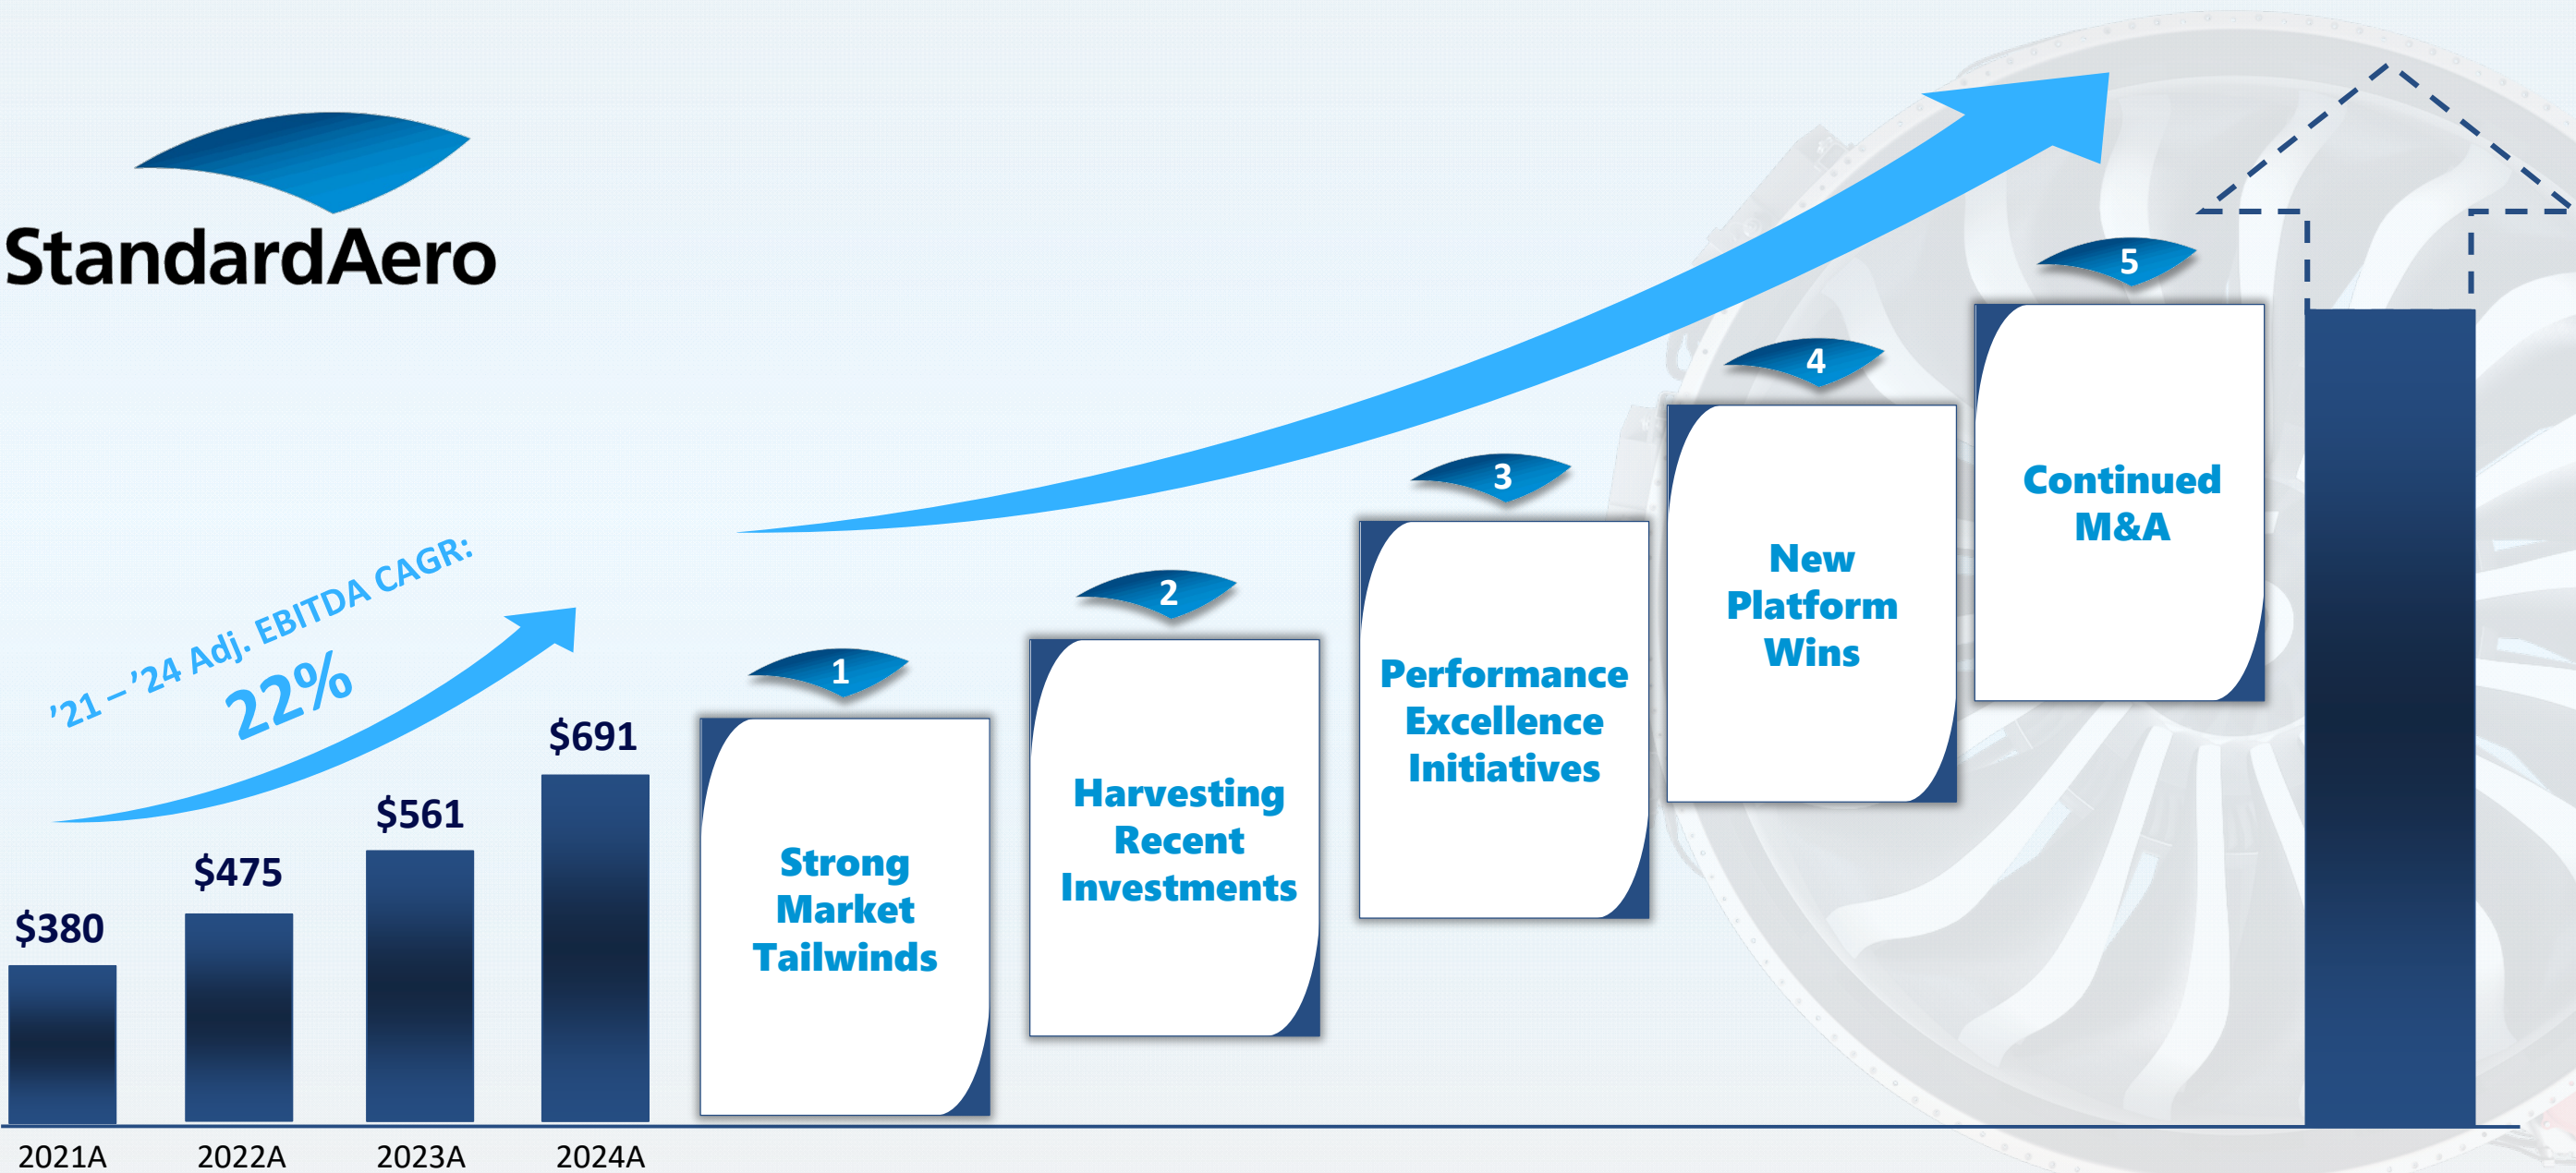 StandardAero
’21 – ’24 Adj. EBITDA CAGR:
22%
$380
$475
$561
$691
2021A
2022A
2023A
2024A
1
Strong
Market
Tailwinds
2
Harvesting
Recent
Investments
3
Performance
Excellence
Initiatives
4
New
Platform
Wins
5
Continued
M&A